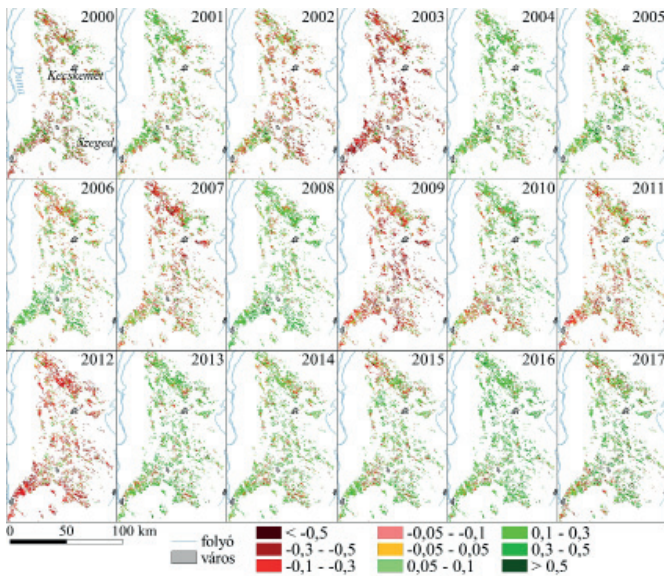 2000 2001 2002 2003 2004 2005
Duna
Kecskemét
Szeged
2006 2007 2008 2009 2010 2011
2012 2013 2014 2015 2016 2017
0 50 100 km
folyó
város
< -0,5
-0,3 - -0,5
-0,1 - -0,3
-0,05 - -0,1
-0,05 - 0,05
0,05 - 0,1
0,1 - 0,3
0,3 - 0,5
> 0,5